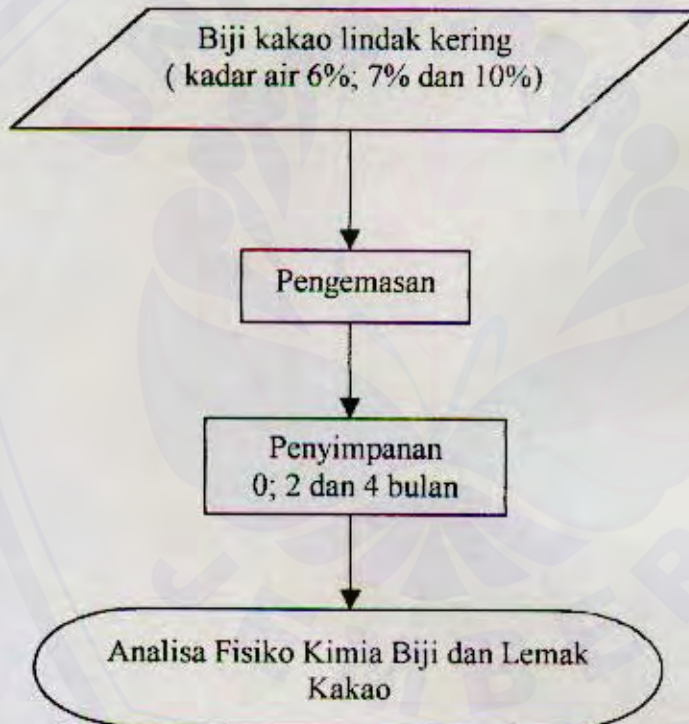 Biji kakao lindak kering
( kadar air 6%; 7% dan 10%)
Pengemasan
Penyimpanan
0; 2 dan 4 bulan
Analisa Fisiko Kimia Biji dan Lemak
Kakao